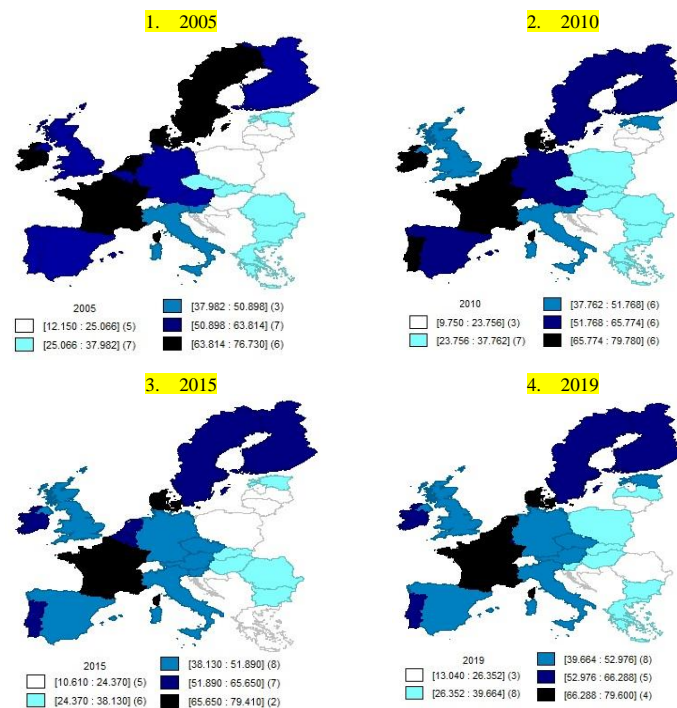 1. 2005
2. 2010
2005
[12.150 : 25.066] (5)
[25.066 : 37.982] (7)
[37.982 : 50.898] (3)
[50.898 : 63.814] (7)
[63.814 : 76.730] (6)
2010
[9.750 : 23.756] (3)
[23.756 : 37.762] (7)
[37.762 : 51.768] (6)
[51.768 : 65.774] (6)
[65.774 : 79.780] (6)
3. 2015
4. 2019
2015
[10.610 : 24.370] (5)
[24.370 : 38.130] (6)
[38.130 : 51.890] (8)
[51.890 : 65.650] (7)
[65.650 : 79.410] (2)
2019
[13.040 : 26.352] (3)
[26.352 : 39.664] (8)
[39.664 : 52.976] (8)
[52.976 : 66.288] (5)
[66.288 : 79.600] (4)